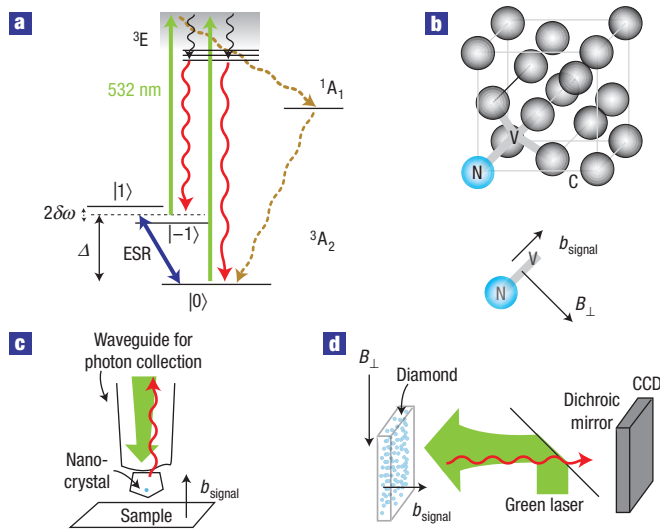 a
³E
532 nm
¹A₁
|1⟩
2δω
|−1⟩
Δ
ESR
³A₂
|0⟩
b
V
N
C
V
N
b_signal
B_⊥
c
Waveguide for
photon collection
Nano-
crystal
b_signal
Sample
d
B_⊥
Diamond
CCD
Dichroic
mirror
b_signal
Green laser